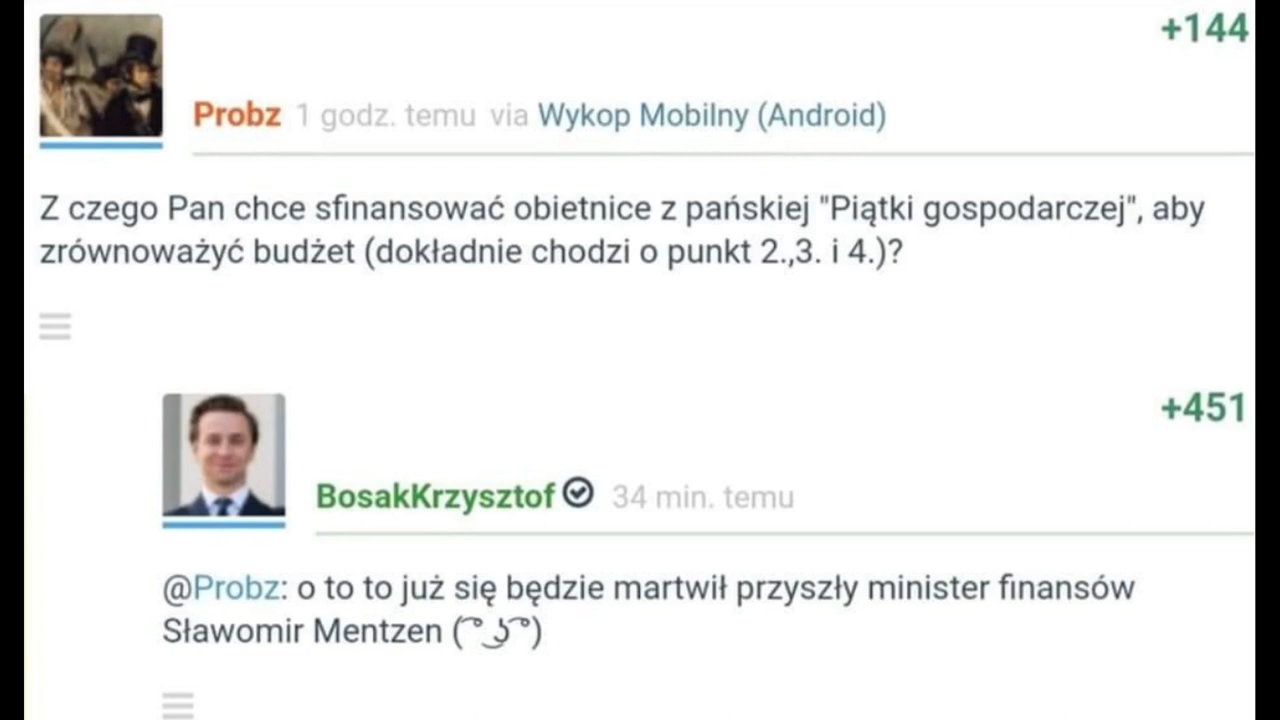 +144
Probz 1 godz. temu via Wykop Mobilny (Android)
Z czego Pan chce sfinansować obietnice z pańskiej "Piątki gospodarczej", aby
zrównoważyć budżet (dokładnie chodzi o punkt 2.,3. i 4.)?
+451
BosakKrzysztof 34 min. temu
@Probz: o to to już się będzie martwił przyszły minister finansów
Sławomir Mentzen ( ͡° ͜ʖ ͡°)